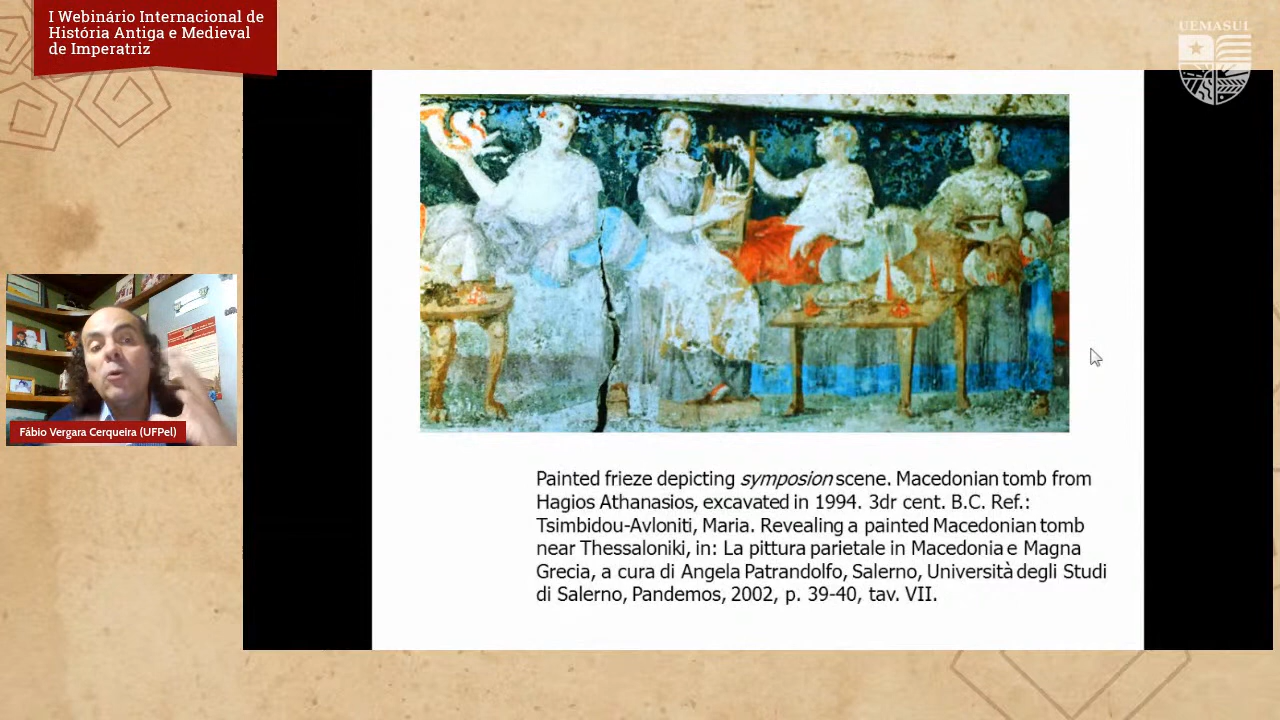 I Webinário Internacional de
História Antiga e Medieval
de Imperatriz
UEMASUL
Fábio Vergara Cerqueira (UFPel)
Painted frieze depicting symposion scene. Macedonian tomb from
Hagios Athanasios, excavated in 1994. 3dr cent. B.C. Ref.:
Tsimbidou-Avloniti, Maria. Revealing a painted Macedonian tomb
near Thessaloniki, in: La pittura parietale in Macedonia e Magna
Grecia, a cura di Angela Patrandolfo, Salerno, Università degli Studi
di Salerno, Pandemos, 2002, p. 39-40, tav. VII.